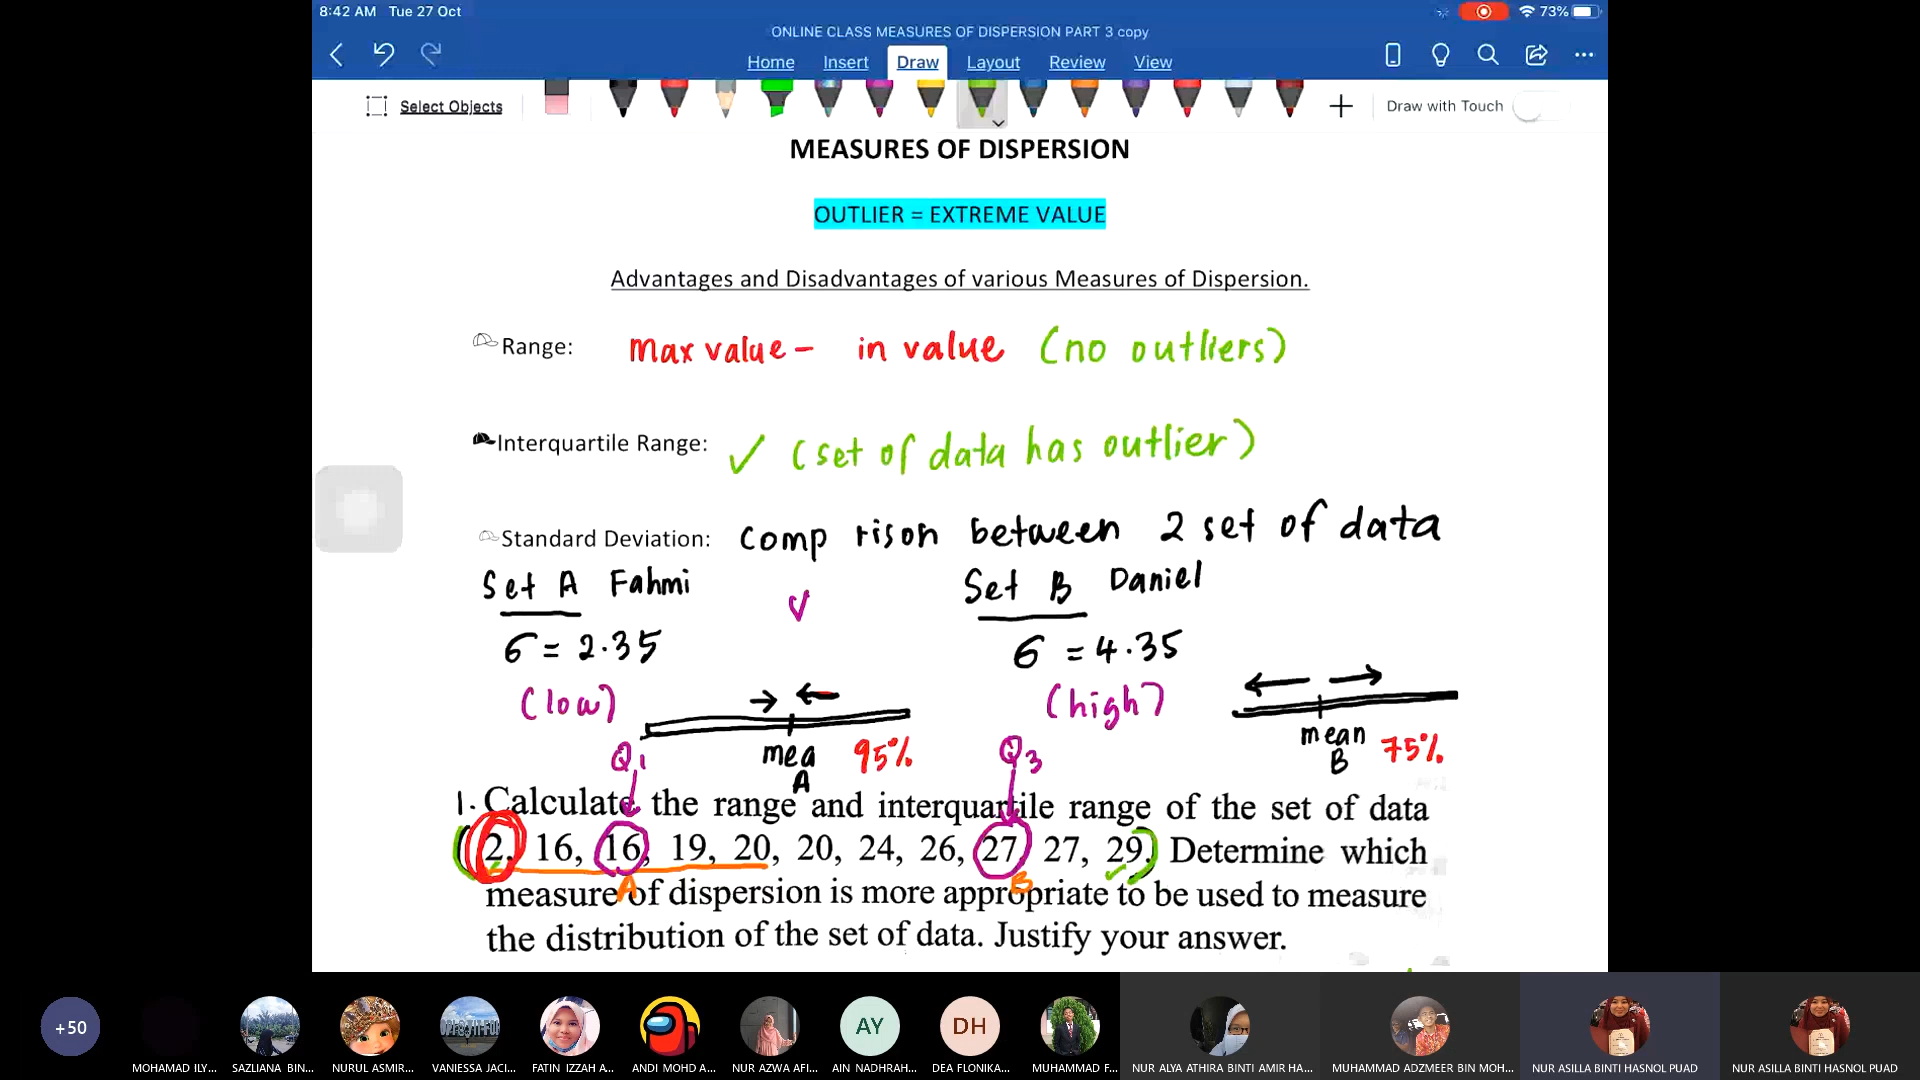 8:42 AM Tue 27 Oct
73%
ONLINE CLASS MEASURES OF DISPERSION PART 3 copy
Home Insert Draw Layout Review View
Select Objects
Draw with Touch
MEASURES OF DISPERSION
OUTLIER = EXTREME VALUE
Advantages and Disadvantages of various Measures of Dispersion.
Range: max value - in value (no outliers)
Interquartile Range: ✓ (set of data has outlier)
Standard Deviation: comp rison between 2 set of data
Set A Fahmi Set B Daniel
σ = 2.35 σ = 4.35
(low) (high)
mea A 95% mean B 75%
Q1 Q3
1. Calculate the range and interquartile range of the set of data
2, 16, 16, 19, 20, 20, 24, 26, 27, 27, 29. Determine which
A B
measure of dispersion is more appropriate to be used to measure
the distribution of the set of data. Justify your answer.
+50
AY DH
MOHAMAD ILY... SAZLIANA BIN... NURUL ASMIR... VANIESSA JACI... FATIN IZZAH A... ANDI MOHD A... NUR AZWA AFI... AIN NADHRAH... DEA FLONIKA... MUHAMMAD F... NUR ALYA ATHIRA BINTI AMIR HA... MUHAMMAD ADZMEER BIN MOH... NUR ASILLA BINTI HASNOL PUAD NUR ASILLA BINTI HASNOL PUAD